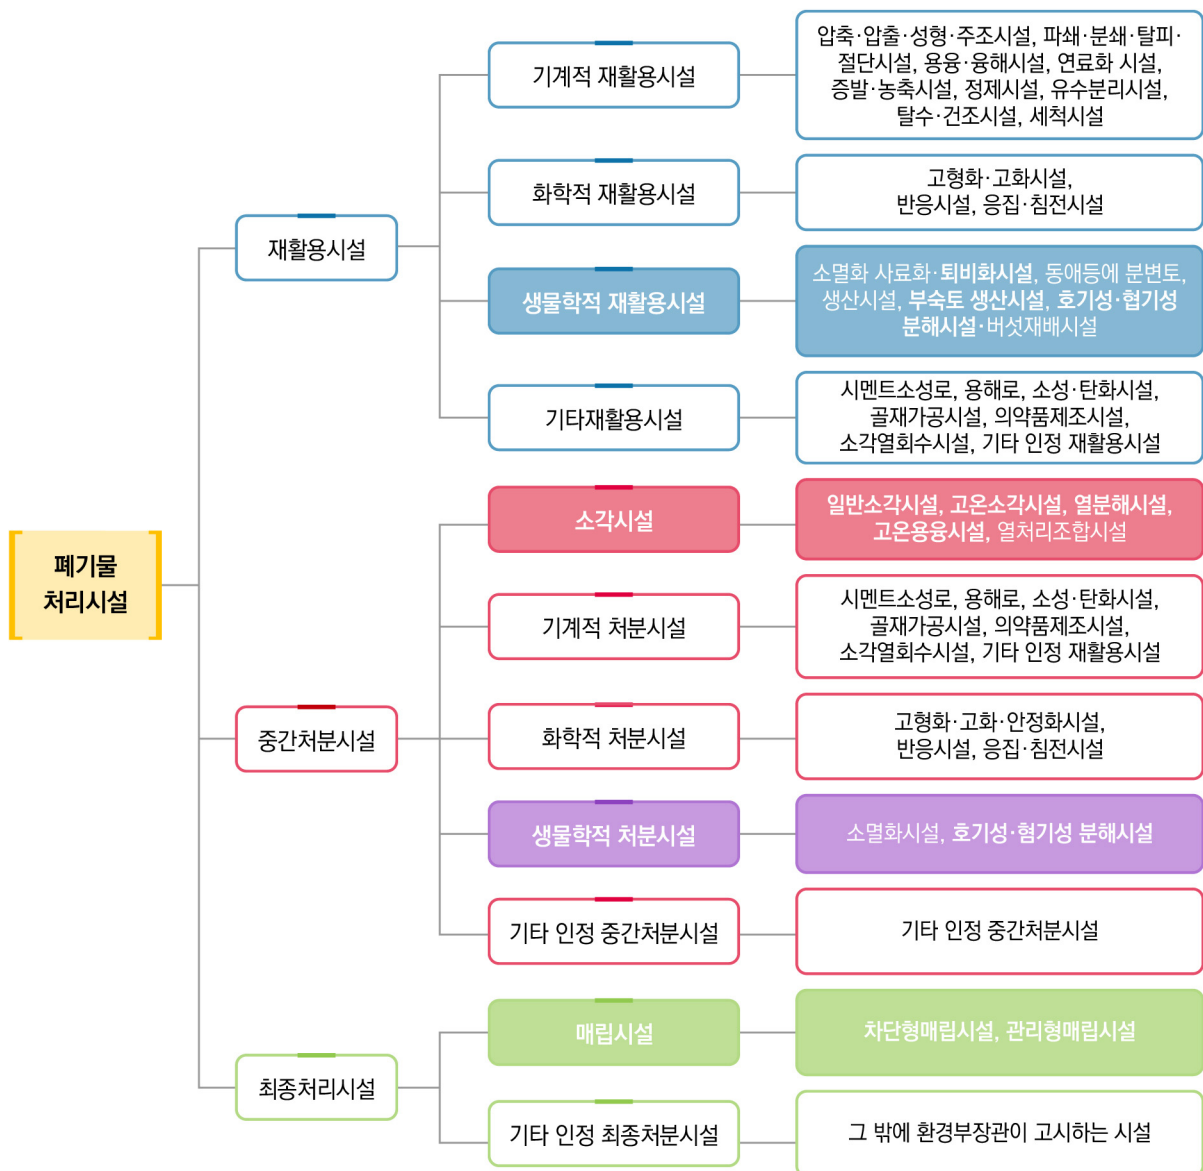 폐기물
처리시설
재활용시설
기계적 재활용시설
압축·압출·성형·주조시설, 파쇄·분쇄·탈피·
절단시설, 용융·융해시설, 연료화 시설,
증발·농축시설, 정제시설, 유수분리시설,
탈수·건조시설, 세척시설
화학적 재활용시설
고형화·고화시설,
반응시설, 응집·침전시설
생물학적 재활용시설
소멸화 사료화·퇴비화시설, 동애등에 분변토,
생산시설, 부숙토 생산시설, 호기성·협기성
분해시설·버섯재배시설
기타재활용시설
시멘트소성로, 용해로, 소성·탄화시설,
골재가공시설, 의약품제조시설,
소각열회수시설, 기타 인정 재활용시설
중간처분시설
소각시설
일반소각시설, 고온소각시설, 열분해시설,
고온용융시설, 열처리조합시설
기계적 처분시설
시멘트소성로, 용해로, 소성·탄화시설,
골재가공시설, 의약품제조시설,
소각열회수시설, 기타 인정 재활용시설
화학적 처분시설
고형화·고화·안정화시설,
반응시설, 응집·침전시설
생물학적 처분시설
소멸화시설, 호기성·혐기성 분해시설
기타 인정 중간처분시설
기타 인정 중간처분시설
최종처리시설
매립시설
차단형매립시설, 관리형매립시설
기타 인정 최종처분시설
그 밖에 환경부장관이 고시하는 시설